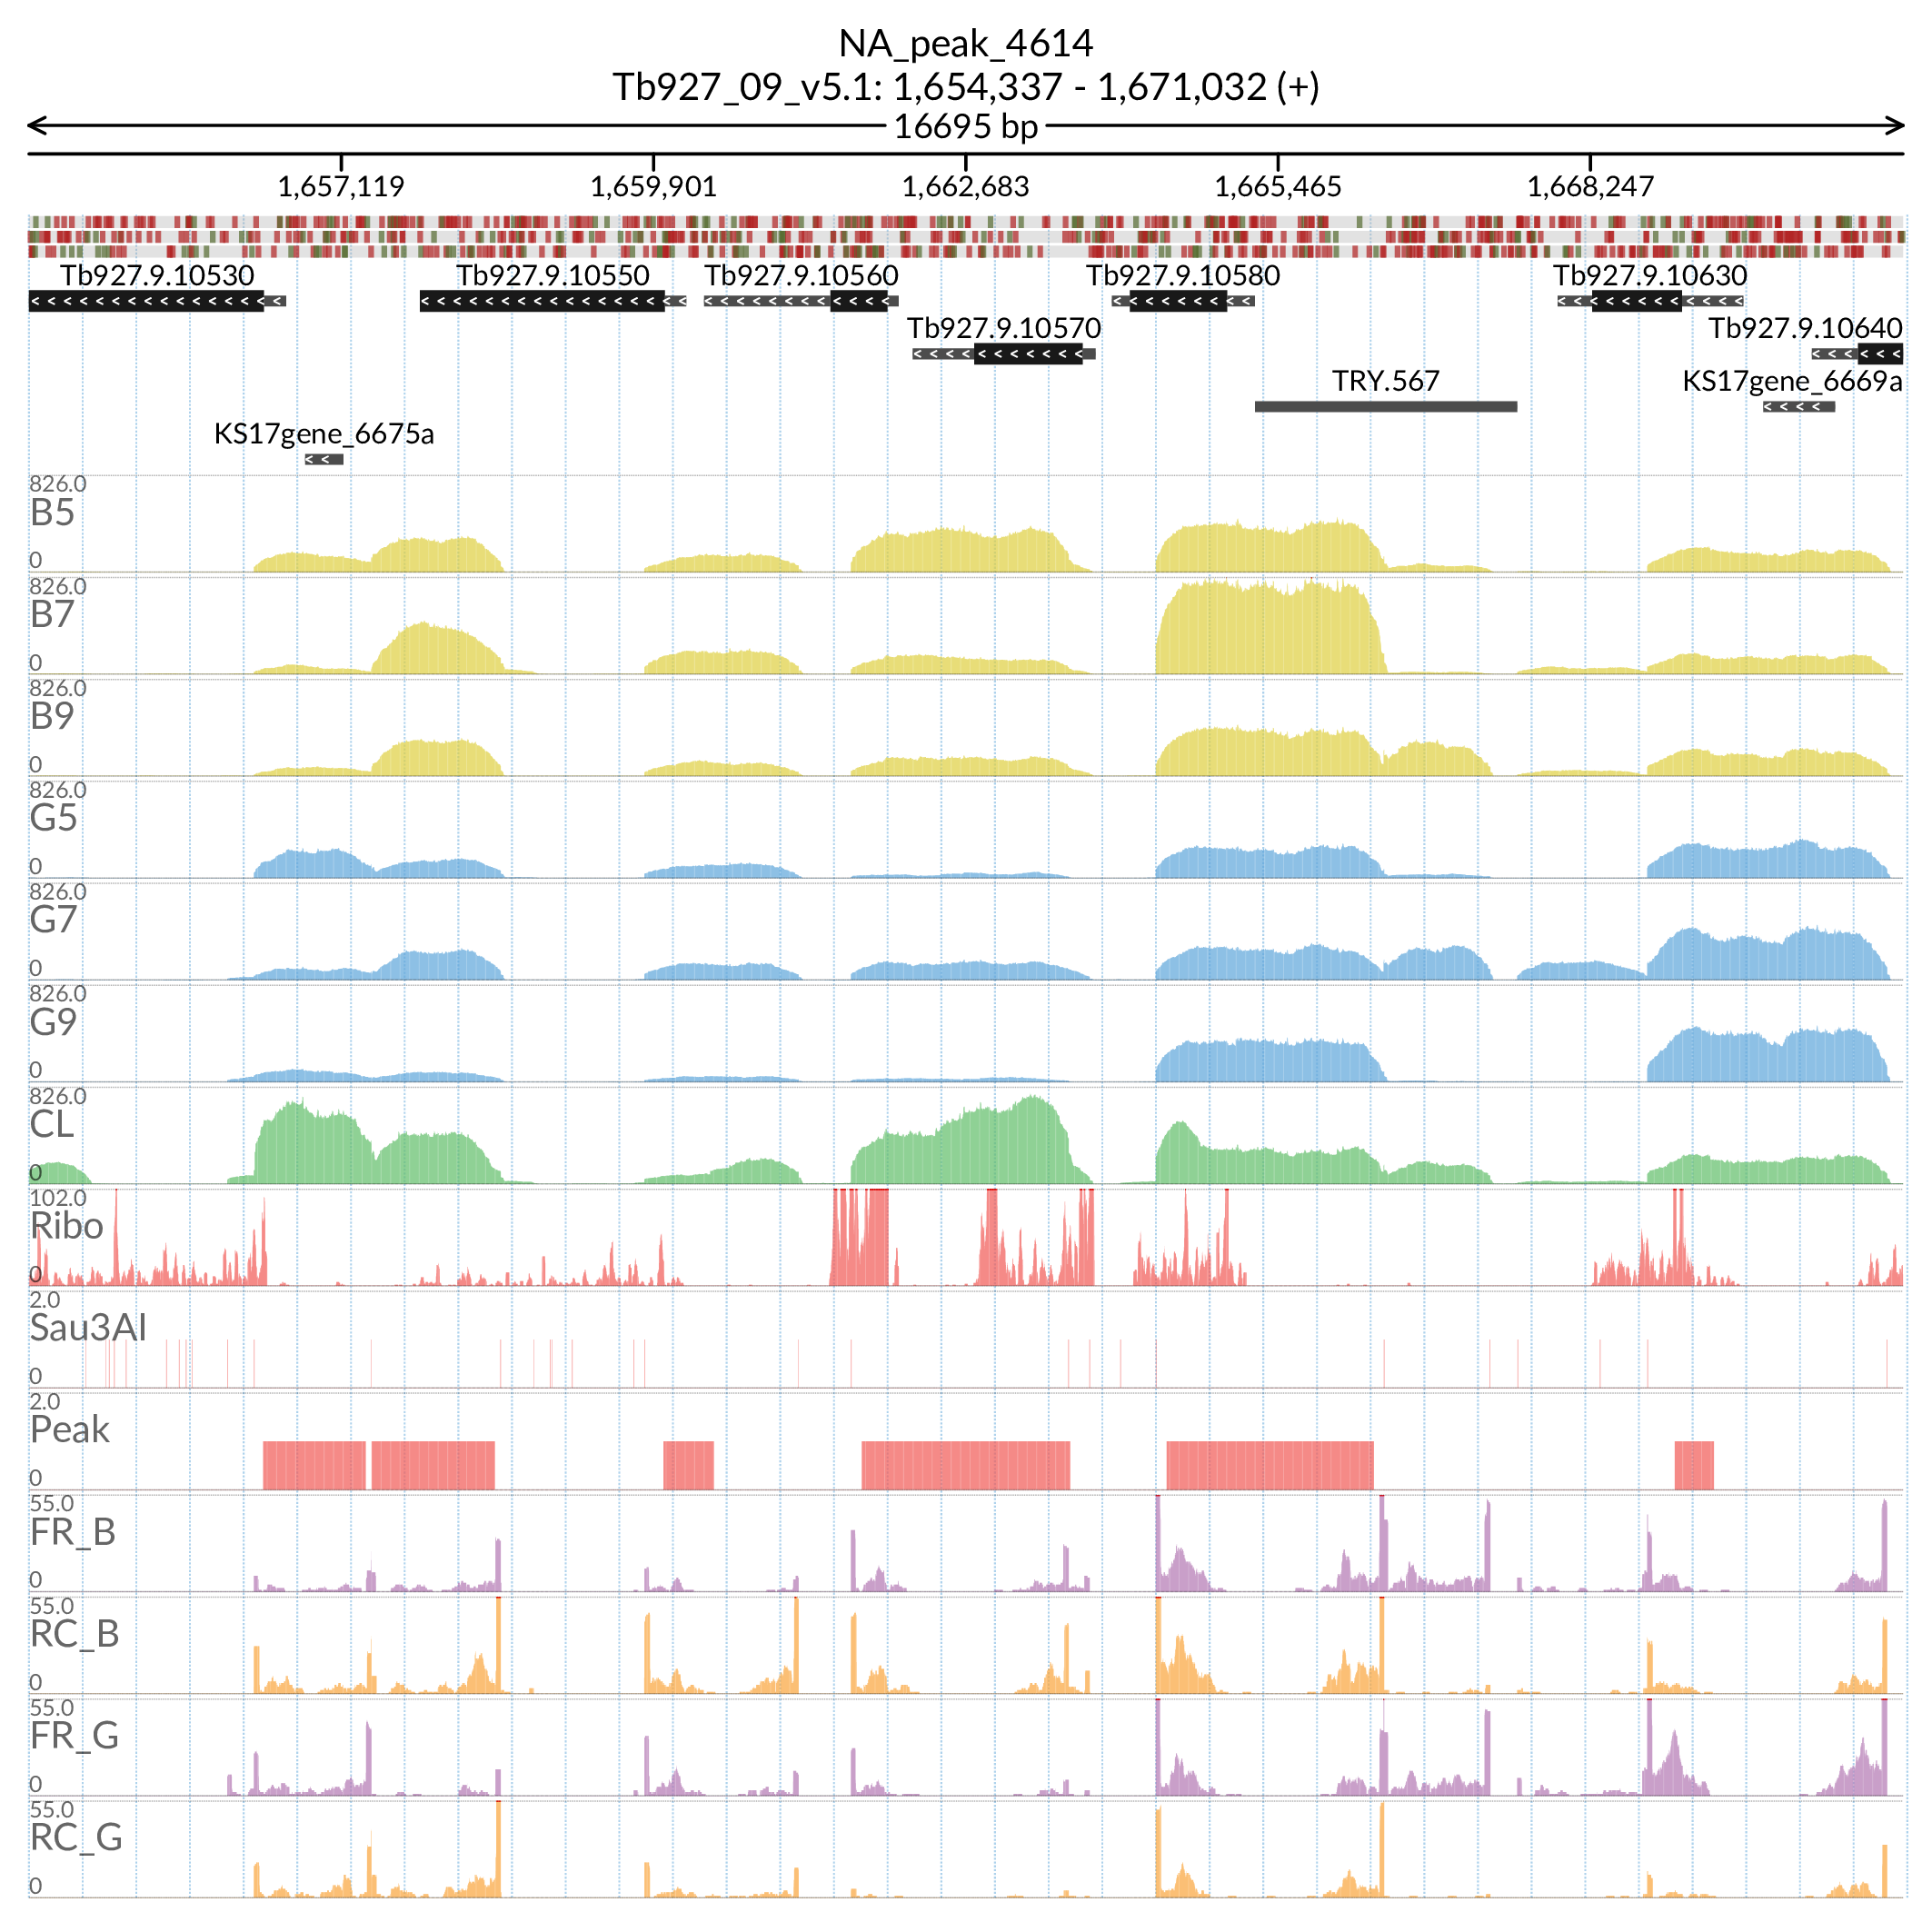 NA_peak_4614
Tb927_09_v5.1: 1,654,337 - 1,671,032 (+)
16695 bp
1,657,119 1,659,901 1,662,683 1,665,465 1,668,247
Tb927.9.10530 Tb927.9.10550 Tb927.9.10560 Tb927.9.10580 Tb927.9.10630
Tb927.9.10570 Tb927.9.10640
TRY.567 KS17gene_6669a
KS17gene_6675a
826.0
B5
0
826.0
B7
0
826.0
B9
0
826.0
G5
0
826.0
G7
0
826.0
G9
0
826.0
CL
0
102.0
Ribo
0
2.0
Sau3AI
0
2.0
Peak
0
55.0
FR_B
0
55.0
RC_B
0
55.0
FR_G
0
55.0
RC_G
0